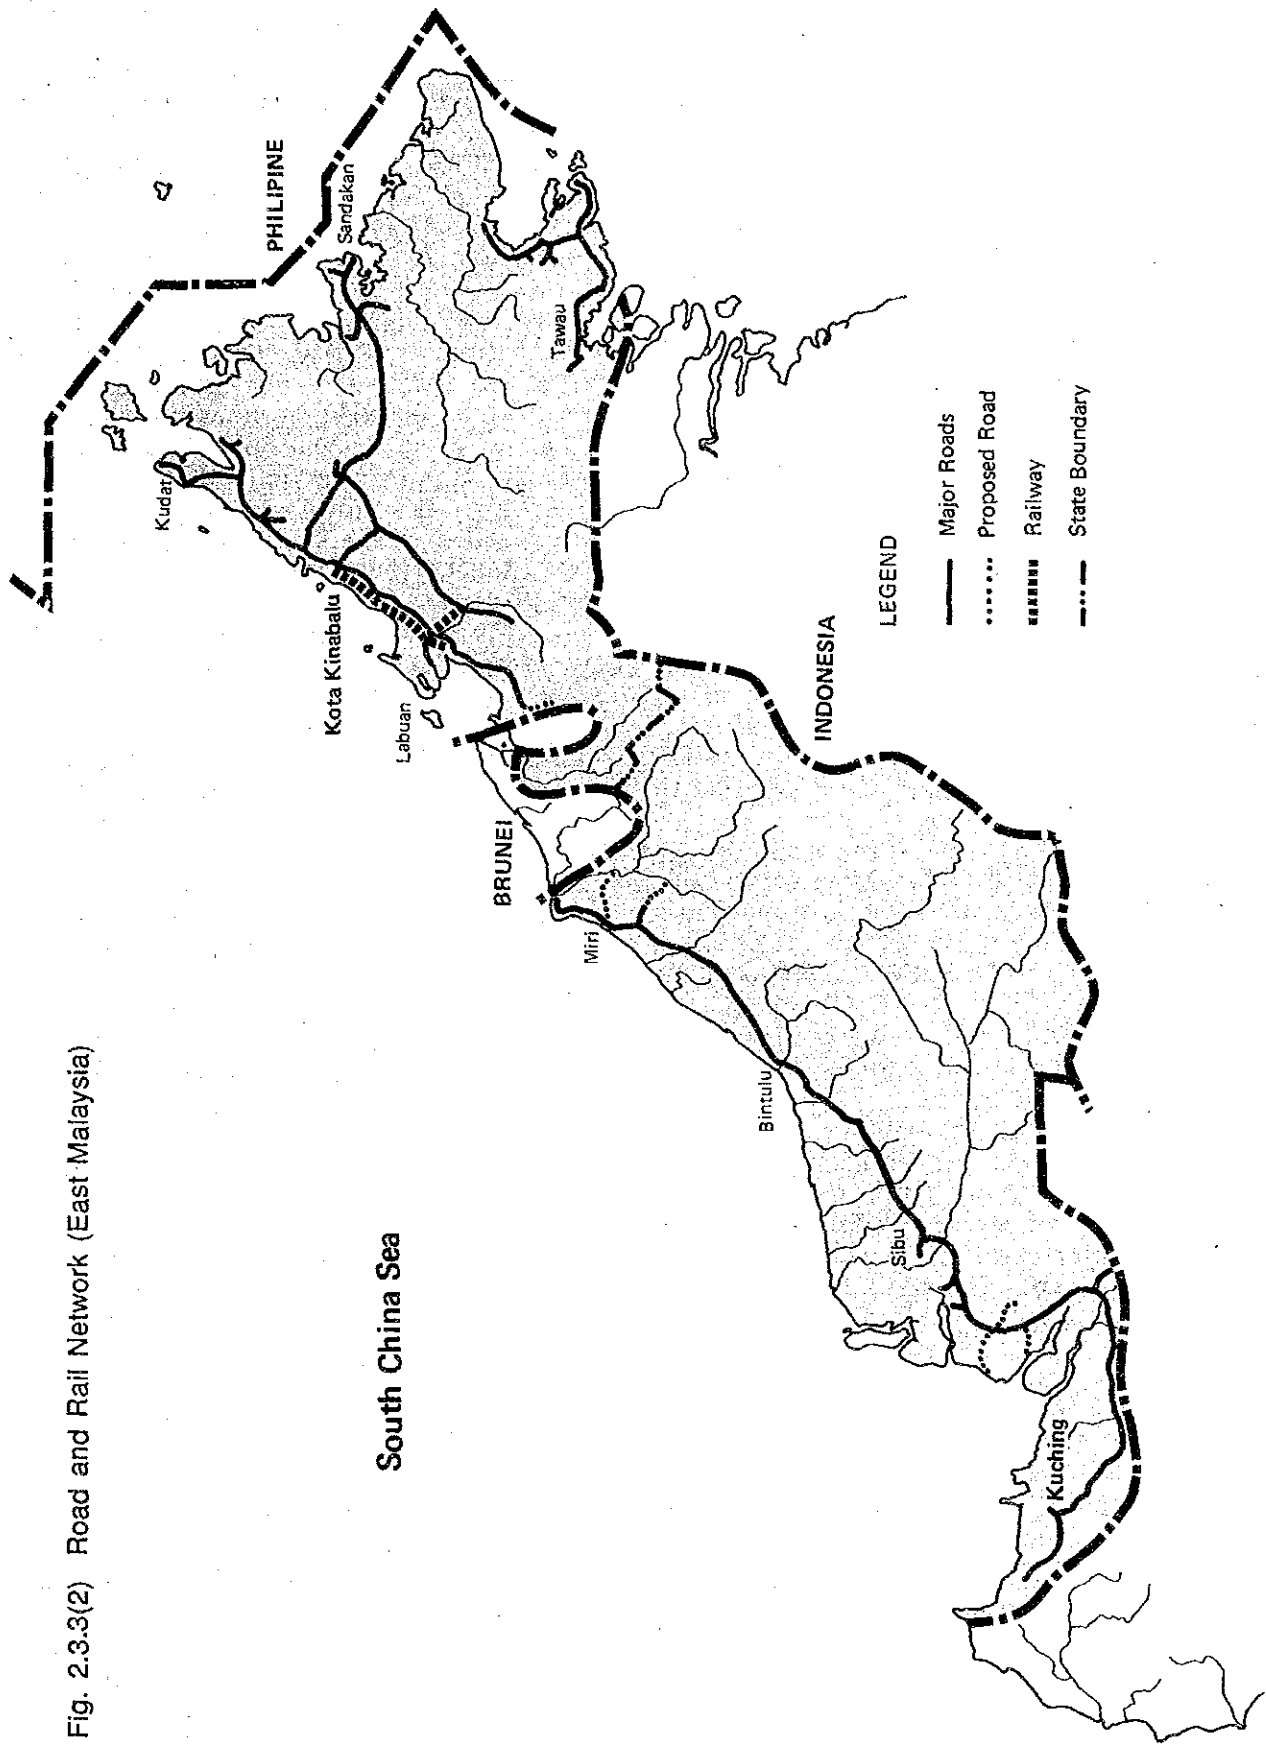 Fig. 2.3.3(2) Road and Rail Network (East Malaysia)
South China Sea
PHILIPINE
Sandakan
Kudat
Kota Kinabalu
Labuan
Tawau
BRUNEI
Miri
Bintulu
Sibu
Kuching
INDONESIA
LEGEND
Major Roads
Proposed Road
Railway
State Boundary